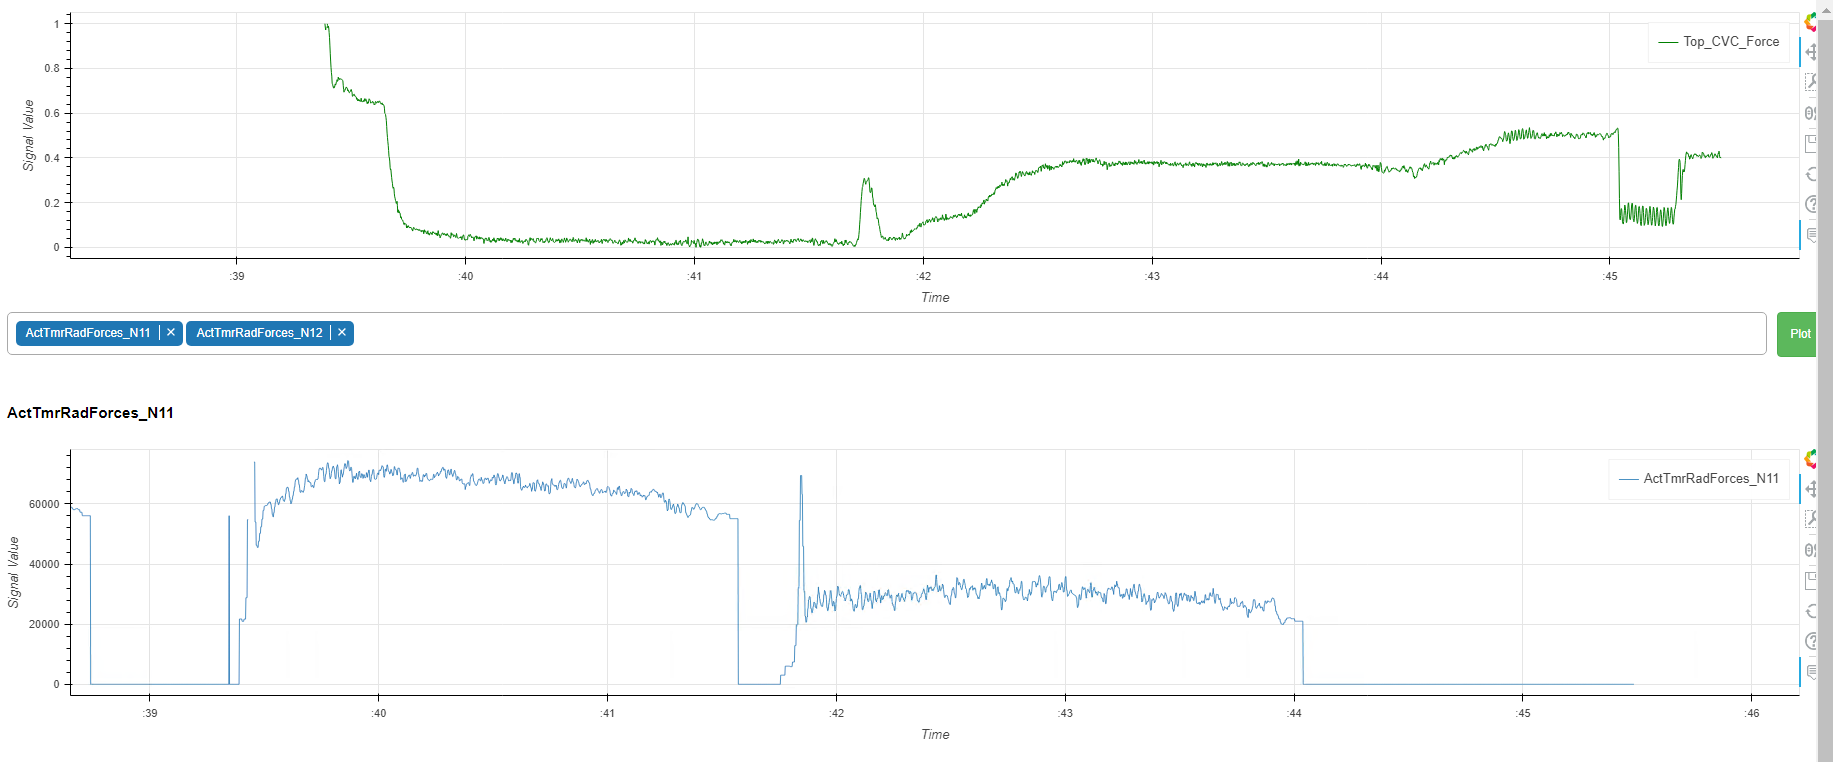 1
0.8
0.6
0.4
0.2
0
Signal Value
Top_CVC_Force
:39 :40 :41 :42 :43 :44 :45
Time
ActTmrRadForces_N11 × ActTmrRadForces_N12 × Plot
ActTmrRadForces_N11
60000
40000
20000
0
Signal Value
ActTmrRadForces_N11
:39 :40 :41 :42 :43 :44 :45 :46
Time